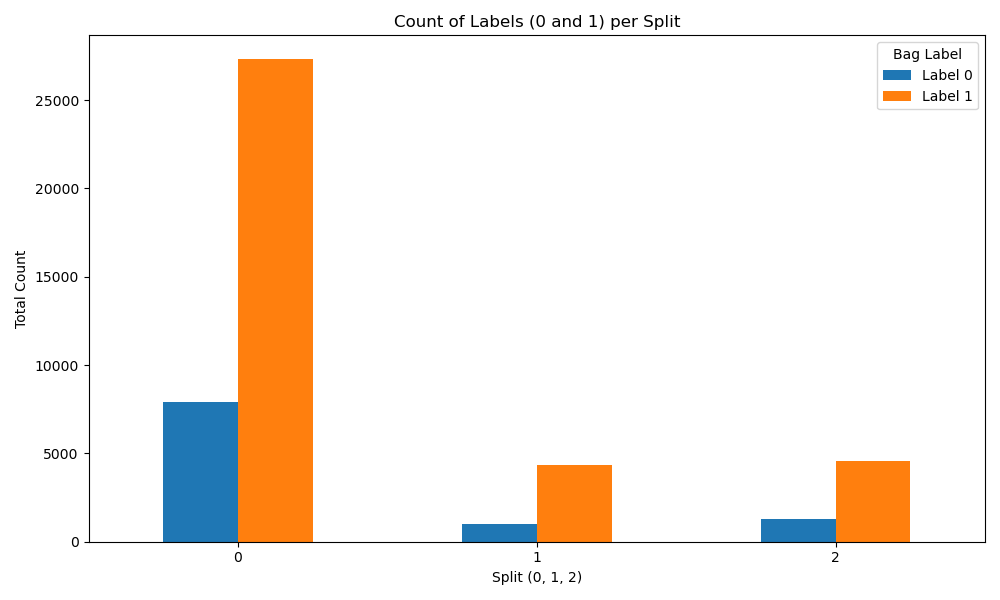 Count of Labels (0 and 1) per Split
Bag Label
Label 0
Label 1
Total Count
25000
20000
15000
10000
5000
0
0 1 2
Split (0, 1, 2)